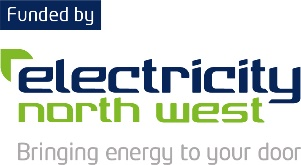 Funded by
electricity
north west
Bringing energy to your door